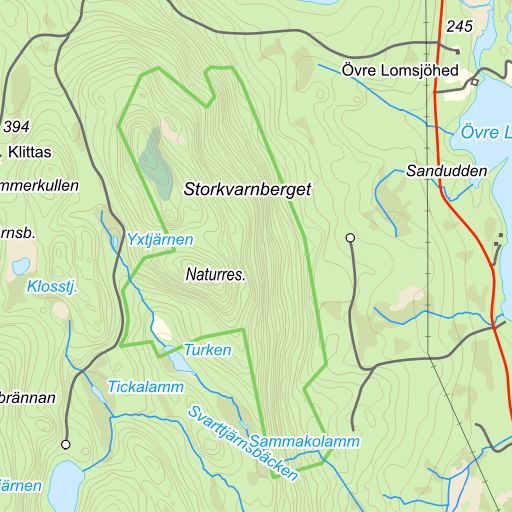 245
Övre Lomsjöhed
Övre L
394
Klittas
mmerkullen
Sandudden
Storkvarnberget
rnsb.
Yxtjärnen
Naturres.
Klosstj.
Turken
Tickalamm
brännan
Svarttjärnsbäcken
Sammakolamm
järnen